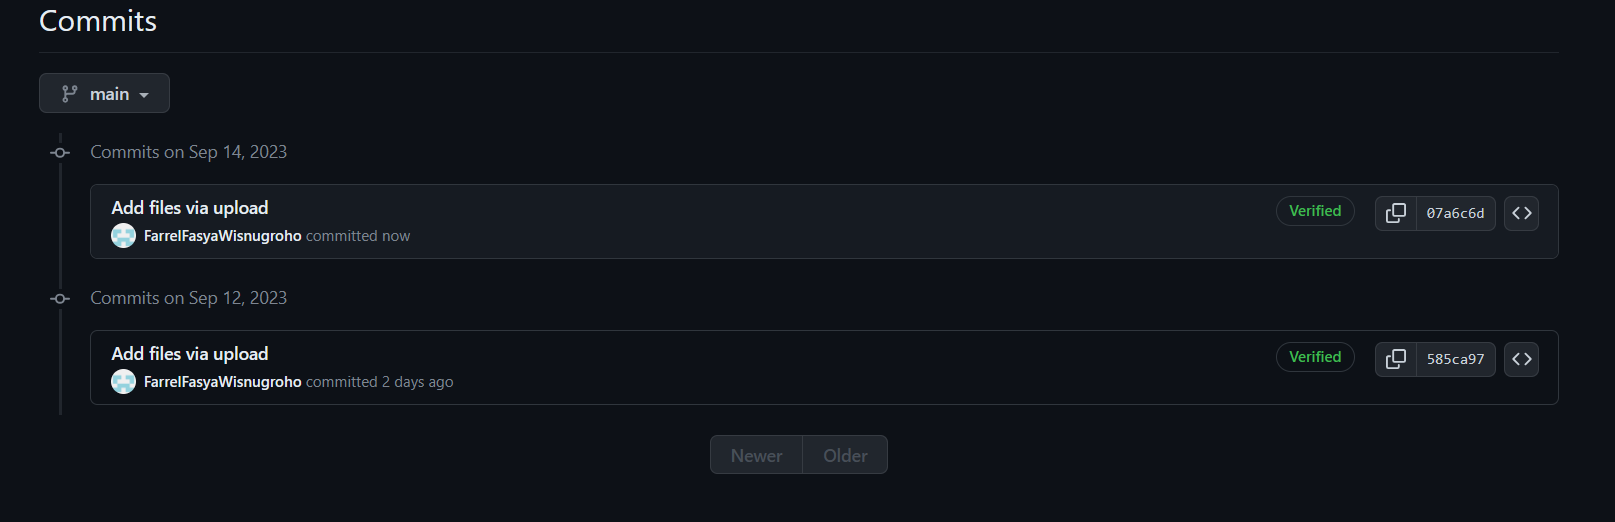 Commits
main
Commits on Sep 14, 2023
Add files via upload
Verified
07a6c6d
FarrelFasyaWisnugroho committed now
Commits on Sep 12, 2023
Add files via upload
Verified
585ca97
FarrelFasyaWisnugroho committed 2 days ago
Newer Older